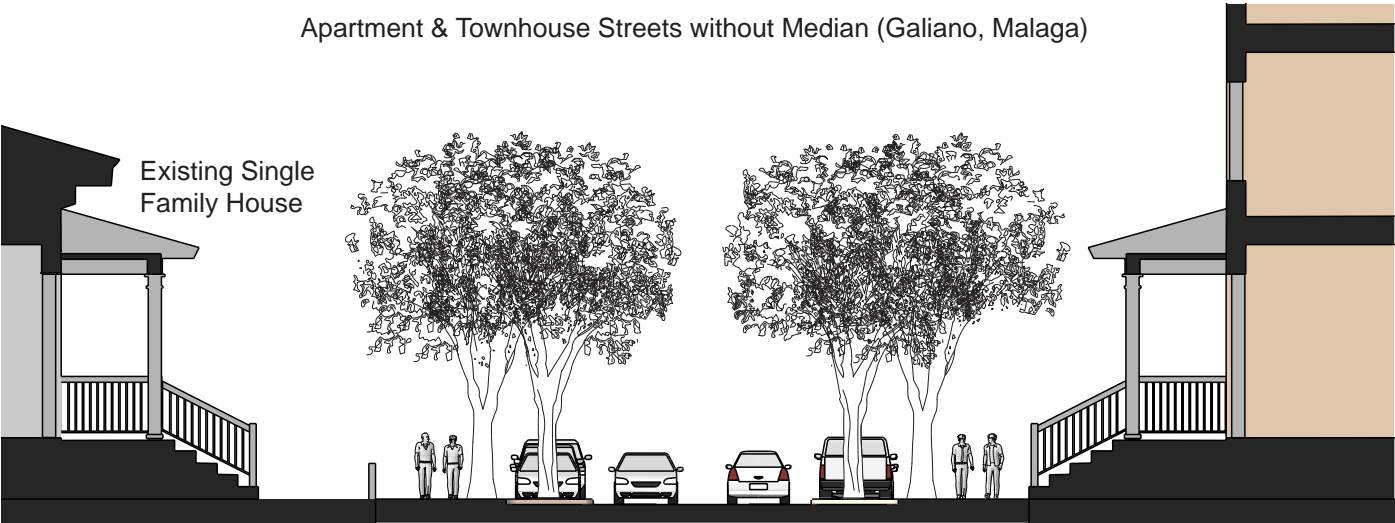 Apartment & Townhouse Streets without Median (Galiano, Malaga)
Existing Single
Family House